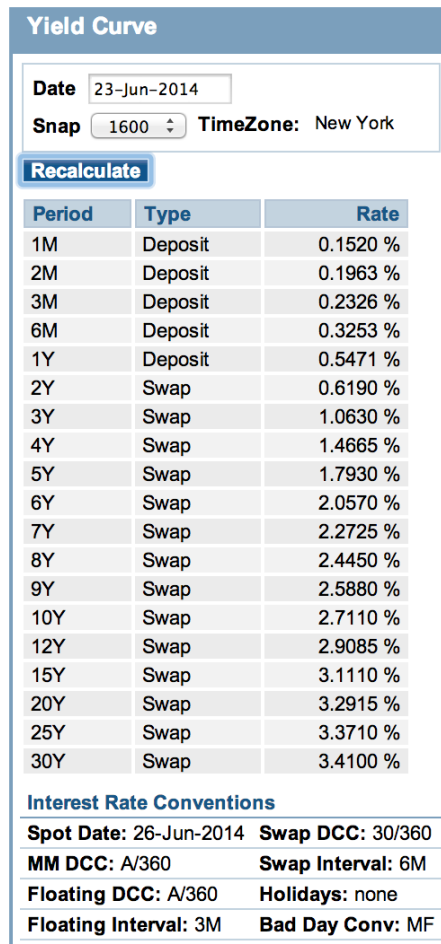 Yield Curve
Date 23-Jun-2014
Snap 1600 TimeZone: New York
Recalculate
Period Type Rate
1M Deposit 0.1520 %
2M Deposit 0.1963 %
3M Deposit 0.2326 %
6M Deposit 0.3253 %
1Y Deposit 0.5471 %
2Y Swap 0.6190 %
3Y Swap 1.0630 %
4Y Swap 1.4665 %
5Y Swap 1.7930 %
6Y Swap 2.0570 %
7Y Swap 2.2725 %
8Y Swap 2.4450 %
9Y Swap 2.5880 %
10Y Swap 2.7110 %
12Y Swap 2.9085 %
15Y Swap 3.1110 %
20Y Swap 3.2915 %
25Y Swap 3.3710 %
30Y Swap 3.4100 %
Interest Rate Conventions
Spot Date: 26-Jun-2014 Swap DCC: 30/360
MM DCC: A/360 Swap Interval: 6M
Floating DCC: A/360 Holidays: none
Floating Interval: 3M Bad Day Conv: MF